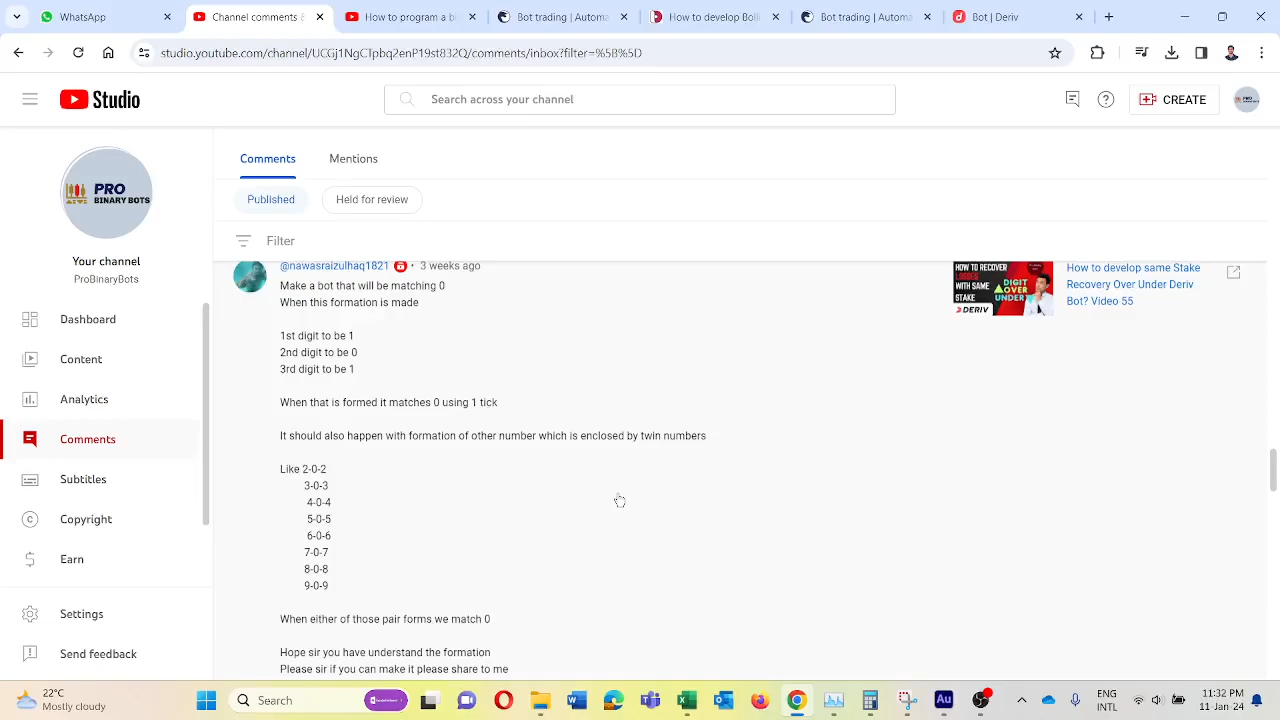 WhatsApp
Channel comments &
How to program a b
Bot trading | Automa
How to develop
Bot trading | Automa
Bot | Deriv
studio.youtube.com/channel/UCGj1NgCTpbq2enP19st832Q/comments/inbox?filter=%5B%5D
Studio
Search across your channel
CREATE
PRO
BINARY BOTS
Your channel
ProBinaryBots
Dashboard
Content
Analytics
Comments
Subtitles
Copyright
Earn
Settings
Send feedback
Comments
Mentions
Published
Held for review
Filter
@nawasraizulhaq1821 • 3 weeks ago
Make a bot that will be matching 0
When this formation is made
1st digit to be 1
2nd digit to be 0
3rd digit to be 1
When that is formed it matches 0 using 1 tick
It should also happen with formation of other number which is enclosed by twin numbers
Like 2-0-2
3-0-3
4-0-4
5-0-5
6-0-6
7-0-7
8-0-8
9-0-9
When either of those pair forms we match 0
Hope sir you have understand the formation
Please sir if you can make it please share to me
HOW TO RECOVER
LOSSES
WITH SAME
STAKE
DIGIT
OVER
UNDER
DERIV
How to develop same Stake
Recovery Over Under Deriv
Bot? Video 55
22°C
Mostly cloudy
Search
ENG
INTL
11:32 PM
11-Jan-24